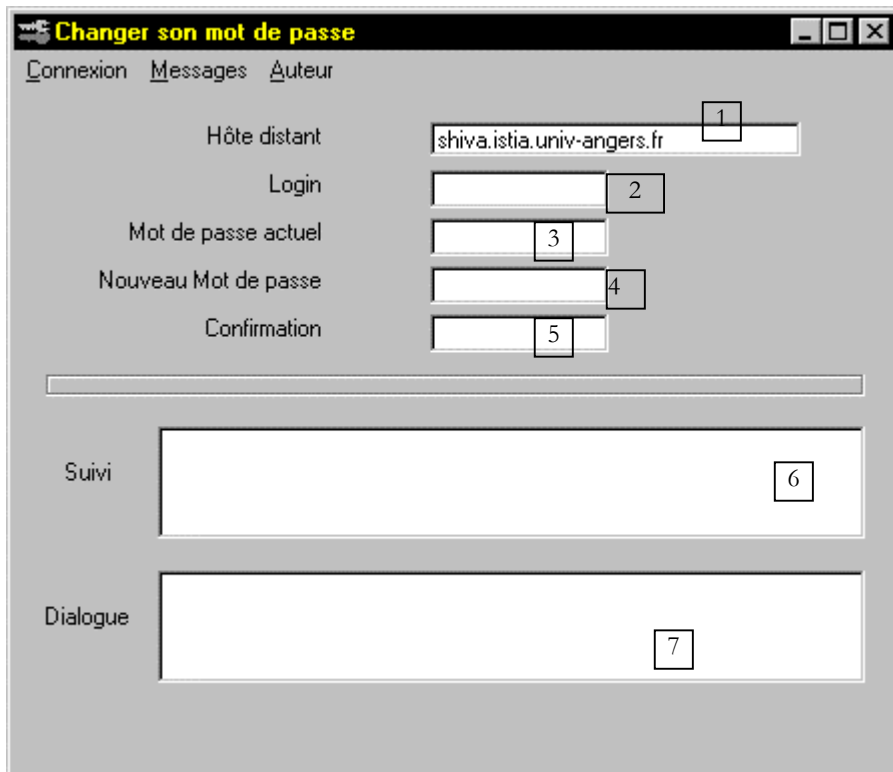 Changer son mot de passe
Connexion Messages Auteur
1
Hôte distant shiva.istia.univ-angers.fr
Login 2
Mot de passe actuel 3
Nouveau Mot de passe 4
Confirmation 5
Suivi 6
Dialogue 7